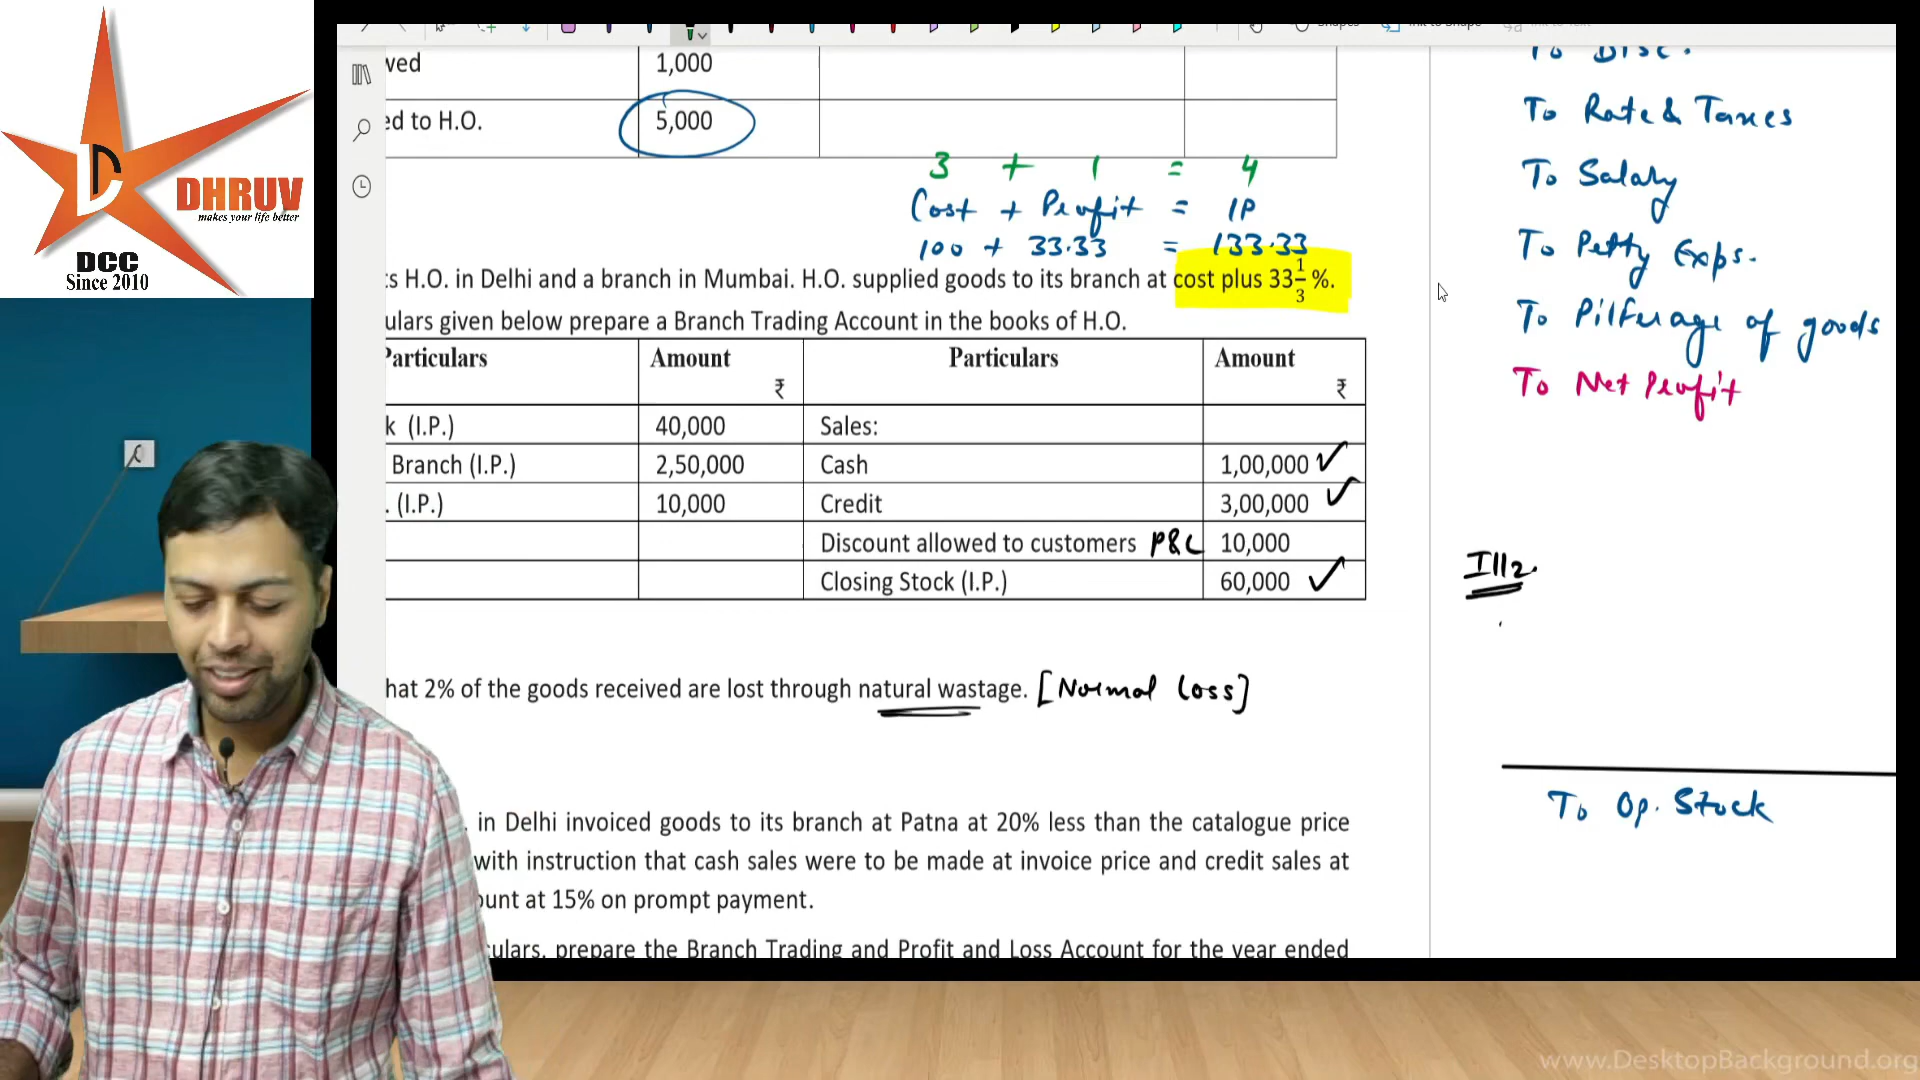 DHRUV
makes your life better
DCC
Since 2010
ved 1,000
ed to H.O. 5,000
3 + 1 = 4
Cost + Profit = IP
100 + 33.33 = 133.33
s H.O. in Delhi and a branch in Mumbai. H.O. supplied goods to its branch at cost plus 33 1/3 %.
ulars given below prepare a Branch Trading Account in the books of H.O.
Particulars Amount ₹ Particulars Amount ₹
k (I.P.) 40,000 Sales:
Branch (I.P.) 2,50,000 Cash 1,00,000 ✓
. (I.P.) 10,000 Credit 3,00,000 ✓
Discount allowed to customers P&L 10,000
Closing Stock (I.P.) 60,000 ✓
hat 2% of the goods received are lost through natural wastage. [Normal Loss]
. in Delhi invoiced goods to its branch at Patna at 20% less than the catalogue price
with instruction that cash sales were to be made at invoice price and credit sales at
ount at 15% on prompt payment.
ulars, prepare the Branch Trading and Profit and Loss Account for the year ended
To Disc.
To Rate & Taxes
To Salary
To Petty Exps.
To Pilferage of goods
To Net Profit
Ill 2.
To Op. Stock
www.DesktopBackground.org